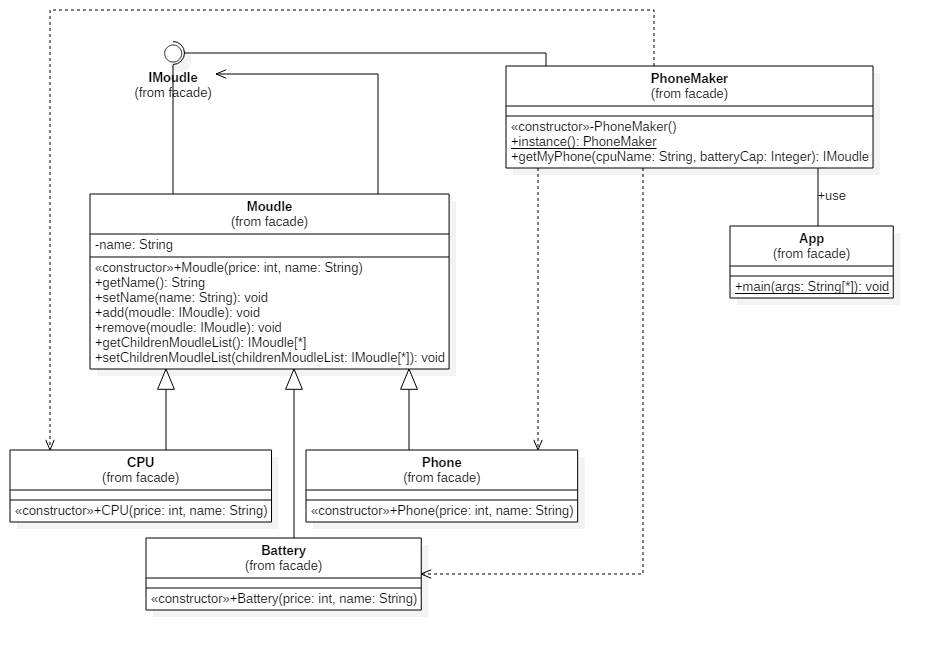 IMoudle
(from facade)
PhoneMaker
(from facade)
«constructor»-PhoneMaker()
+instance(): PhoneMaker
+getMyPhone(cpuName: String, batteryCap: Integer): IMoudle
+use
App
(from facade)
+main(args: String[*]): void
Moudle
(from facade)
-name: String
«constructor»+Moudle(price: int, name: String)
+getName(): String
+setName(name: String): void
+add(moudle: IMoudle): void
+remove(moudle: IMoudle): void
+getChildrenMoudleList(): IMoudle[*]
+setChildrenMoudleList(childrenMoudleList: IMoudle[*]): void
CPU
(from facade)
«constructor»+CPU(price: int, name: String)
Phone
(from facade)
«constructor»+Phone(price: int, name: String)
Battery
(from facade)
«constructor»+Battery(price: int, name: String)